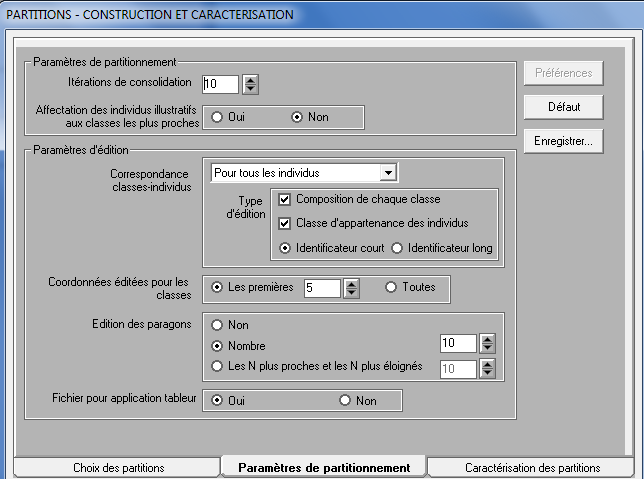 PARTITIONS - CONSTRUCTION ET CARACTERISATION
Paramètres de partitionnement
Préférences
Itérations de consolidation 10
Défaut
Affectation des individus illustratifs
aux classes les plus proches
Oui Non
Enregistrer...
Paramètres d'édition
Correspondance
classes-individus
Pour tous les individus
Type
d'édition
Composition de chaque classe
Classe d'appartenance des individus
Identificateur court Identificateur long
Coordonnées éditées pour les
classes
Les premières 5 Toutes
Edition des paragons
Non
Nombre 10
Les N plus proches et les N plus éloignés 10
Fichier pour application tableur Oui Non
Choix des partitions Paramètres de partitionnement Caractérisation des partitions